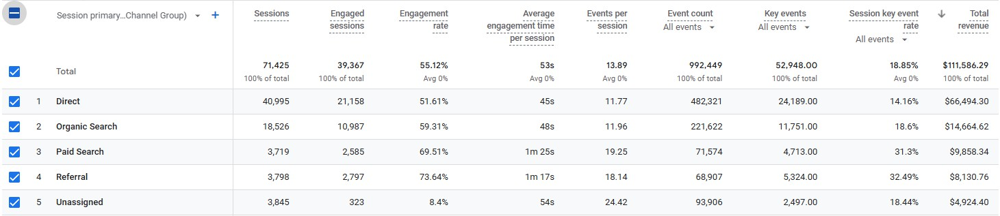 Session primary...Channel Group) Sessions Engaged sessions Engagement rate Average engagement time per session Events per session Event count All events Key events All events Session key event rate All events Total revenue
Total 71,425 39,367 55.12% 53s 13.89 992,449 52,948.00 18.85% $111,586.29
100% of total 100% of total Avg 0% Avg 0% Avg 0% 100% of total 100% of total Avg 0% 100% of total
1 Direct 40,995 21,158 51.61% 45s 11.77 482,321 24,189.00 14.16% $66,494.30
2 Organic Search 18,526 10,987 59.31% 48s 11.96 221,622 11,751.00 18.6% $14,664.62
3 Paid Search 3,719 2,585 69.51% 1m 25s 19.25 71,574 4,713.00 31.3% $9,858.34
4 Referral 3,798 2,797 73.64% 1m 17s 18.14 68,907 5,324.00 32.49% $8,130.76
5 Unassigned 3,845 323 8.4% 54s 24.42 93,906 2,497.00 18.44% $4,924.40